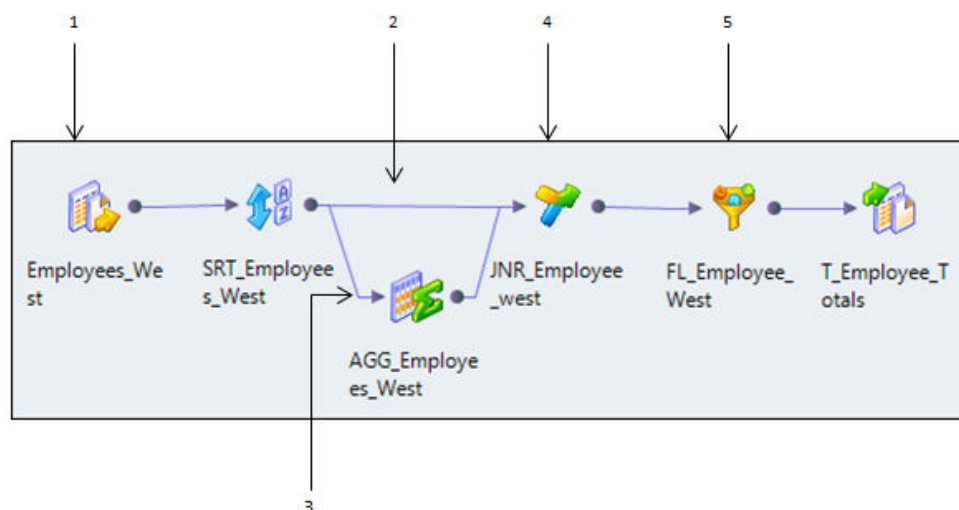 1
2
4
5
Employees_We
st
SRT_Employee
s_West
JNR_Employee
_west
FL_Employee_
West
T_Employee_T
otals
AGG_Employe
es_West
3